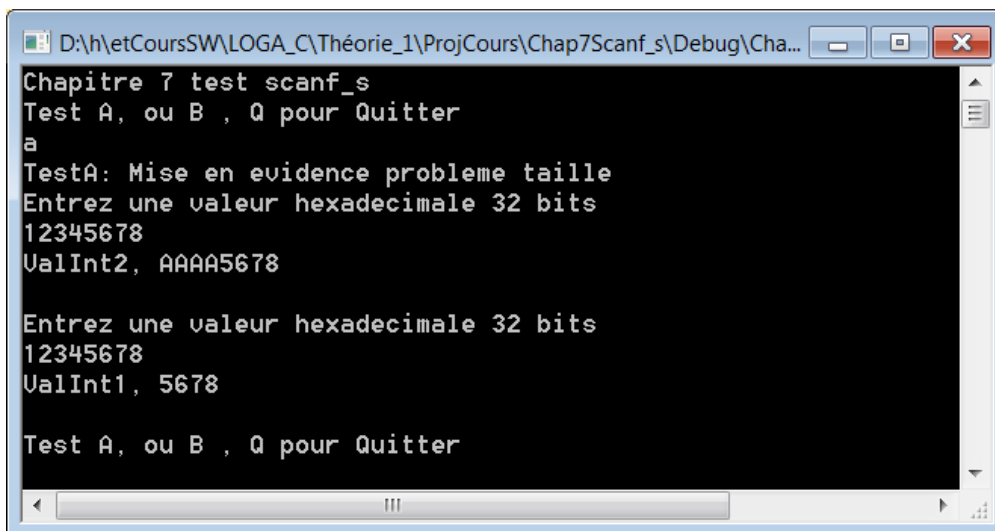 D:\h\etCoursSW\LOGA_C\Théorie_1\ProjCours\Chap7Scanf_s\Debug\Cha...
Chapitre 7 test scanf_s
Test A, ou B , Q pour Quitter
a
TestA: Mise en evidence probleme taille
Entrez une valeur hexadecimale 32 bits
12345678
ValInt2, AAAA5678
Entrez une valeur hexadecimale 32 bits
12345678
ValInt1, 5678
Test A, ou B , Q pour Quitter